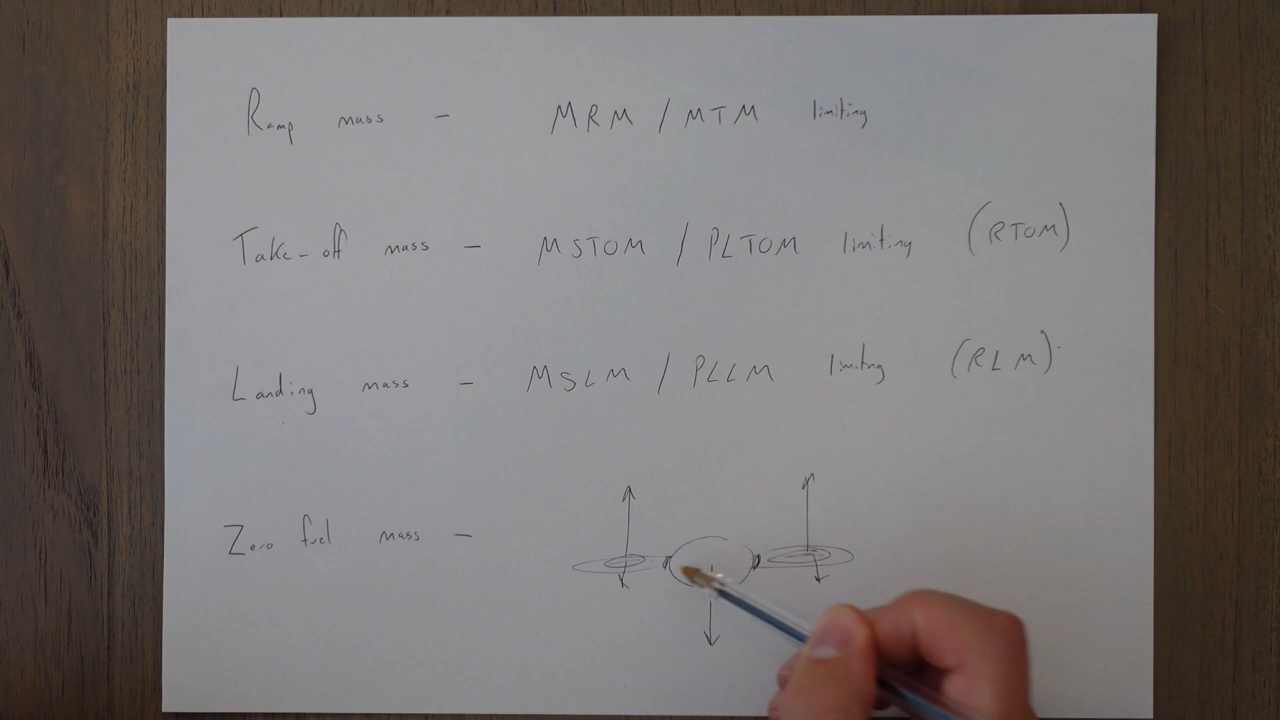 Ramp mass - MRM / MTM limiting
Take-off mass - MSTOM / PLTOM limiting (RTOM)
Landing mass - MSLM / PLLM limiting (RLM)
Zero fuel mass -